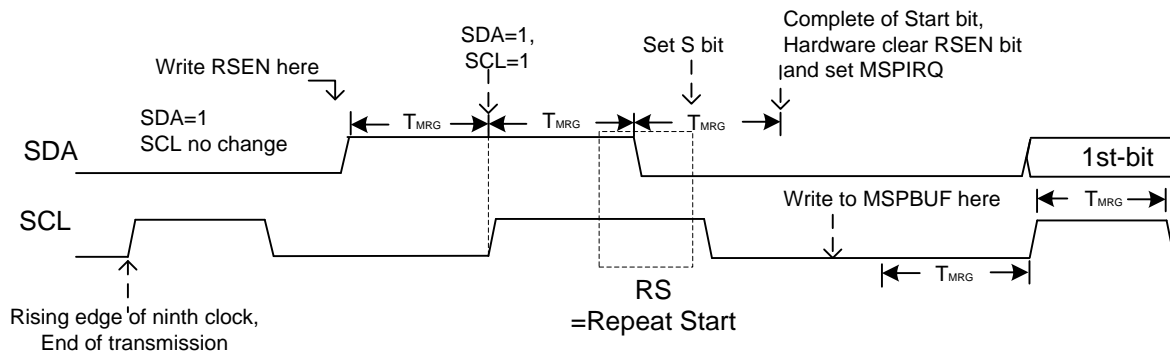 Complete of Start bit,
Hardware clear RSEN bit
and set MSPIRQ
SDA=1,
SCL=1
Set S bit
Write RSEN here
SDA=1
SCL no change
TMRG
TMRG
TMRG
SDA
1st-bit
SCL
Write to MSPBUF here
TMRG
TMRG
RS
=Repeat Start
Rising edge of ninth clock,
End of transmission